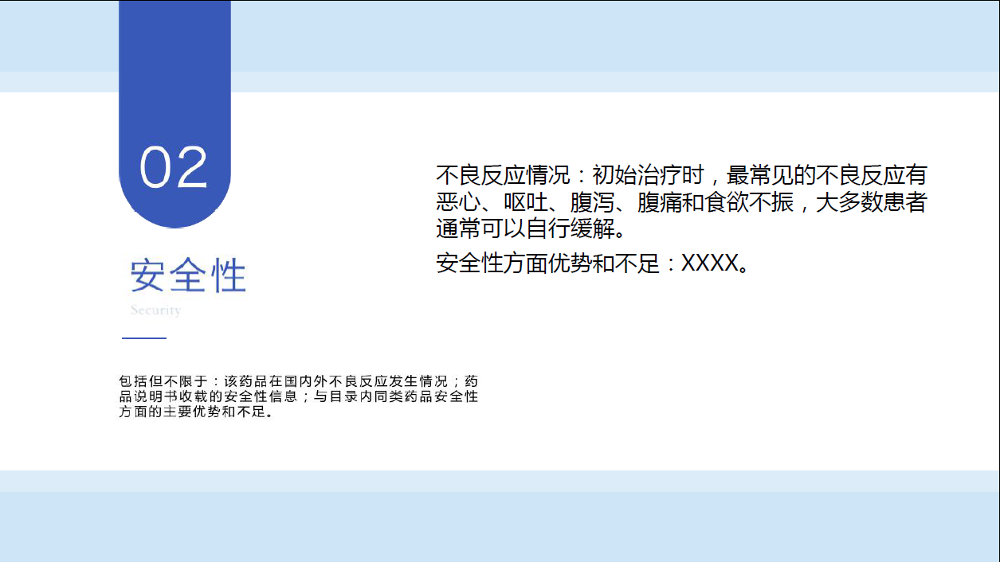 02
安全性
Security
包括但不限于：该药品在国内外不良反应发生情况；药
品说明书收载的安全性信息；与目录内同类药品安全性
方面的主要优势和不足。
不良反应情况：初始治疗时，最常见的不良反应有
恶心、呕吐、腹泻、腹痛和食欲不振，大多数患者
通常可以自行缓解。
安全性方面优势和不足：XXXX。